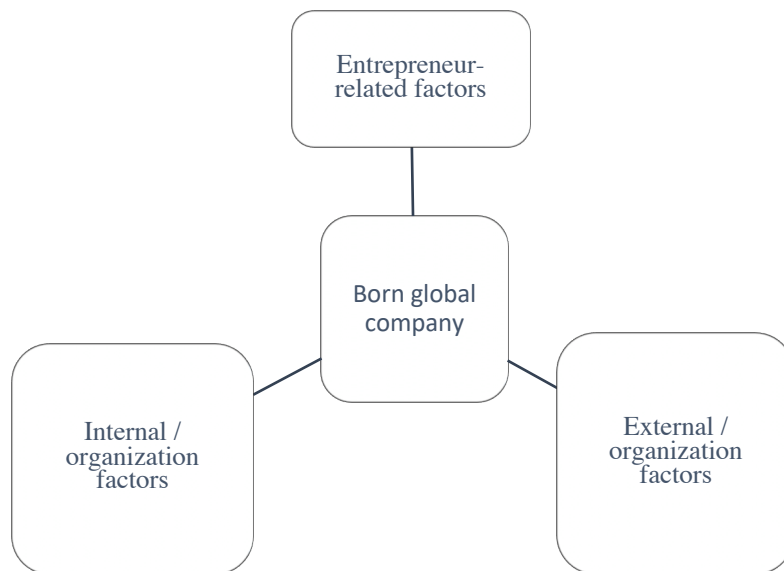 Entrepreneur-
related factors
Born global
company
Internal /
organization
factors
External /
organization
factors